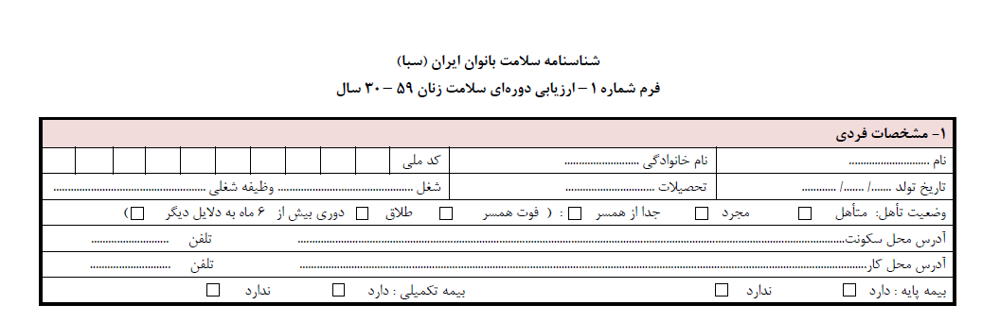 شناسنامه سلامت بانوان ایران (سبا)
فرم شماره ۱ – ارزیابی دوره‌ای سلامت زنان ۵۹ – ۳۰ سال
۱- مشخصات فردی
نام ............................ نام خانوادگی .......................... کد ملی
تاریخ تولد ......./ ......./ ............ تحصیلات ............................... شغل ............................................... وظیفه شغلی .....................................................
وضعیت تأهل: متأهل □ مجرد □ جدا از همسر □ : ( فوت همسر □ طلاق □ دوری بیش از ۶ ماه به دلایل دیگر □ )
آدرس محل سکونت............................................................ تلفن ...........................
آدرس محل کار............................................................ تلفن ............................
بیمه پایه : دارد □ ندارد □ بیمه تکمیلی : دارد □ ندارد □